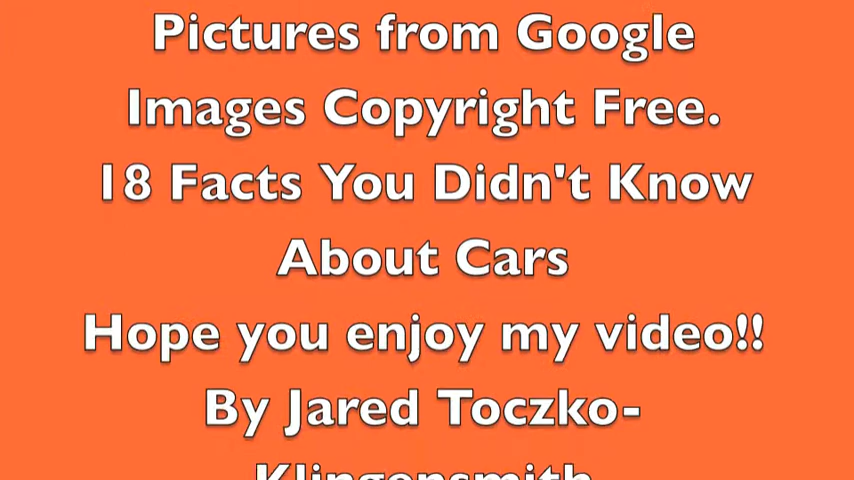 Pictures from Google
Images Copyright Free.
18 Facts You Didn't Know
About Cars
Hope you enjoy my video!!
By Jared Toczko-
Klingensmith